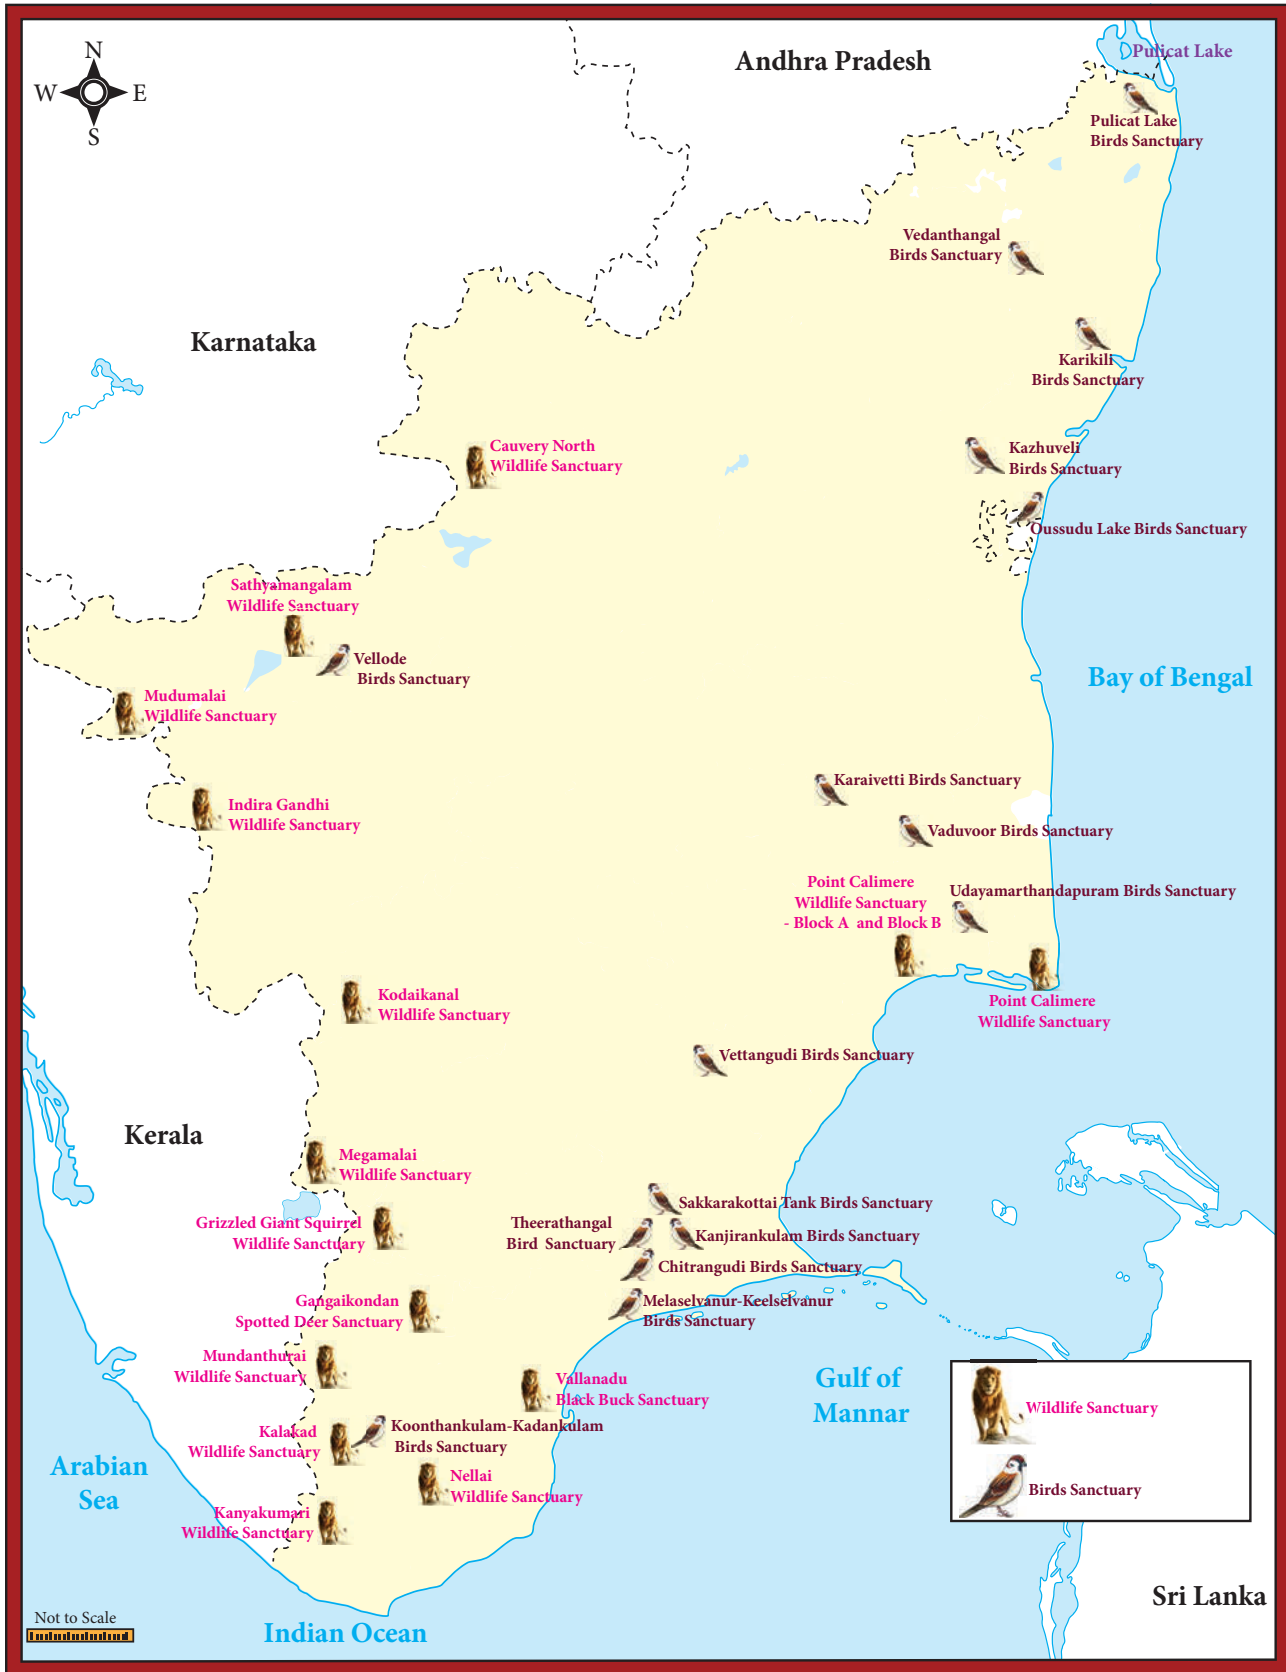 N
W
E
S
Andhra Pradesh
Pulicat Lake
Pulicat Lake
Birds Sanctuary
Vedanthangal
Birds Sanctuary
Karnataka
Karikili
Birds Sanctuary
Cauvery North
Wildlife Sanctuary
Kazhuveli
Birds Sanctuary
Oussudu Lake Birds Sanctuary
Sathyamangalam
Wildlife Sanctuary
Vellode
Birds Sanctuary
Bay of Bengal
Mudumalai
Wildlife Sanctuary
Karaivetti Birds Sanctuary
Indira Gandhi
Wildlife Sanctuary
Vaduvoor Birds Sanctuary
Point Calimere
Wildlife Sanctuary
- Block A and Block B
Udayamarthandapuram Birds Sanctuary
Kodaikanal
Wildlife Sanctuary
Point Calimere
Wildlife Sanctuary
Vettangudi Birds Sanctuary
Kerala
Megamalai
Wildlife Sanctuary
Sakkarakottai Tank Birds Sanctuary
Grizzled Giant Squirrel
Wildlife Sanctuary
Theerathangal
Bird Sanctuary
Kanjirankulam Birds Sanctuary
Chitrangudi Birds Sanctuary
Gangaikondan
Spotted Deer Sanctuary
Melaselvanur-Keelselvanur
Birds Sanctuary
Mundanthurai
Wildlife Sanctuary
Vallanadu
Black Buck Sanctuary
Gulf of
Mannar
Wildlife Sanctuary
Kalakad
Wildlife Sanctuary
Koonthankulam-Kadankulam
Birds Sanctuary
Arabian
Sea
Nellai
Wildlife Sanctuary
Birds Sanctuary
Kanyakumari
Wildlife Sanctuary
Sri Lanka
Not to Scale
Indian Ocean